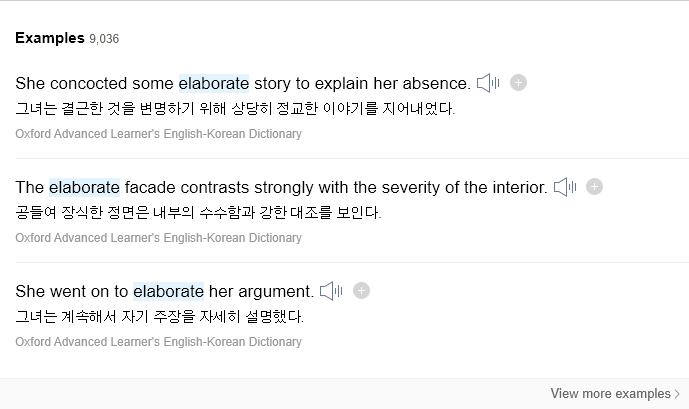 Examples 9,036
She concocted some elaborate story to explain her absence.
그녀는 결근한 것을 변명하기 위해 상당히 정교한 이야기를 지어내었다.
Oxford Advanced Learner's English-Korean Dictionary
The elaborate facade contrasts strongly with the severity of the interior.
공들여 장식한 정면은 내부의 수수함과 강한 대조를 보인다.
Oxford Advanced Learner's English-Korean Dictionary
She went on to elaborate her argument.
그녀는 계속해서 자기 주장을 자세히 설명했다.
Oxford Advanced Learner's English-Korean Dictionary
View more examples